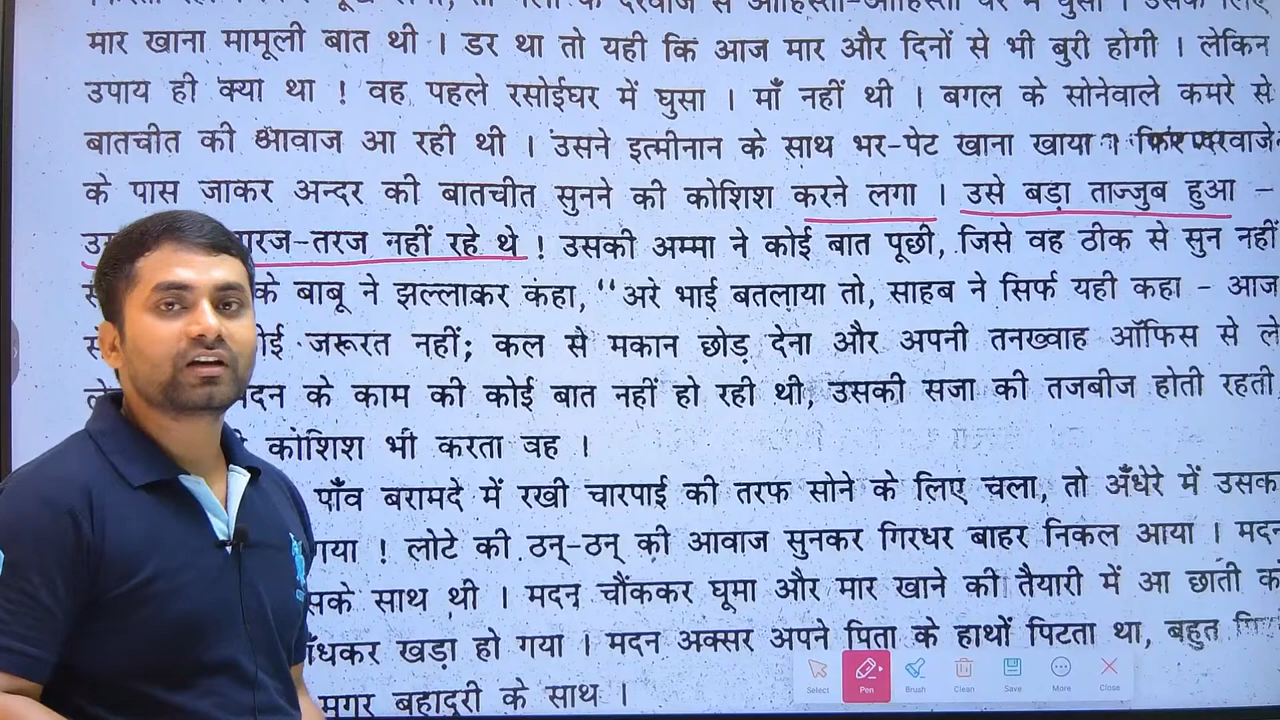 के दरवाजे से आहिस्ता-आहिस्ता घर में घुसा । उसके लिए
मार खाना मामूली बात थी । डर था तो यही कि आज मार और दिनों से भी बुरी होगी । लेकिन
उपाय ही क्या था ! वह पहले रसोईघर में घुसा । माँ नहीं थी । बगल के सोनेवाले कमरे से
बातचीत की आवाज आ रही थी । उसने इत्मीनान के साथ भर-पेट खाना खाया । फिर दरवाजे
के पास जाकर अन्दर की बातचीत सुनने की कोशिश करने लगा । उसे बड़ा ताज्जुब हुआ –
गरज-तरज नहीं रहे थे ! उसकी अम्मा ने कोई बात पूछी, जिसे वह ठीक से सुन नहीं
के बाबू ने झल्लाकर कहा, "अरे भाई बतलाया तो, साहब ने सिर्फ यही कहा – आज
जरूरत नहीं; कल से मकान छोड़ देना और अपनी तनख्वाह ऑफिस से ले
के काम की कोई बात नहीं हो रही थी, उसकी सजा की तजबीज होती रहती
कोशिश भी करता वह ।
पाँव बरामदे में रखी चारपाई की तरफ सोने के लिए चला, तो अँधेरे में
गया ! लोटे की ठन्-ठन् की आवाज सुनकर गिरधर बाहर निकल आया ।
साथ थी । मदन चौंककर घूमा और मार खाने की तैयारी में आ छाती
खड़ा हो गया । मदन अक्सर अपने पिता के हाथों पिटता था, बहुत
मगर बहादुरी के साथ ।
Select Pen Brush Clean Save More Close